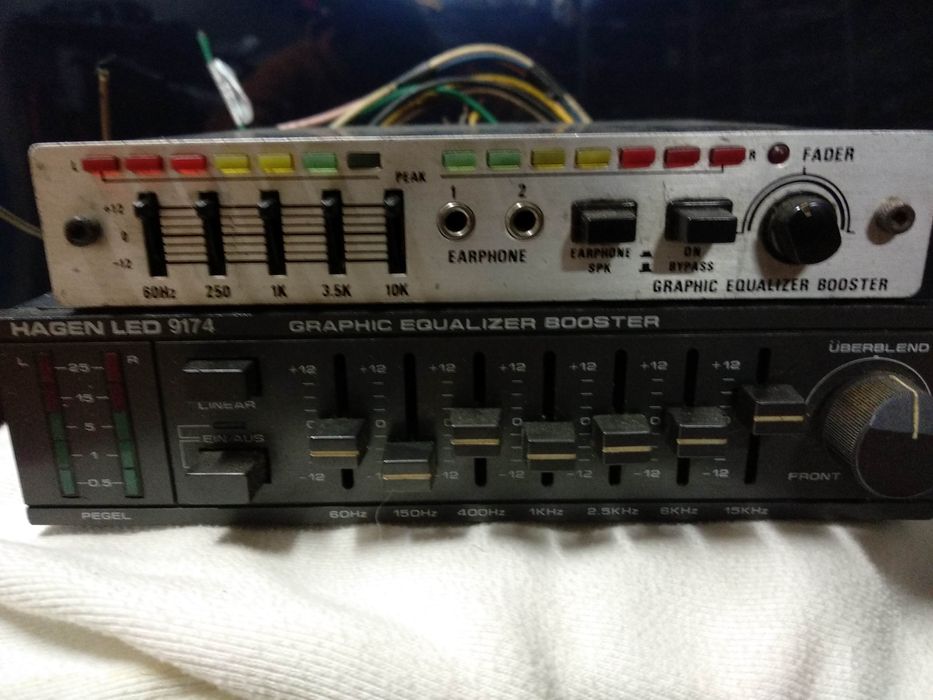 L PEAK R FADER
+12
0
-12
1 2
EARPHONE
EARPHONE
SPK
ON
BYPASS
60Hz 250 1K 3.5K 10K
GRAPHIC EQUALIZER BOOSTER
HAGEN LED 9174 GRAPHIC EQUALIZER BOOSTER
L R
-25-
-15-
5
1
-0.5-
PEGEL
LINEAR
EIN/AUS
+12 +12 +12 +12 +12 +12 +12
0 0 0 0 0 0 0
-12 -12 -12 -12 -12 -12 -12
60Hz 150Hz 400Hz 1KHz 2.5KHz 6KHz 15KHz
ÜBERBLEND
FRONT